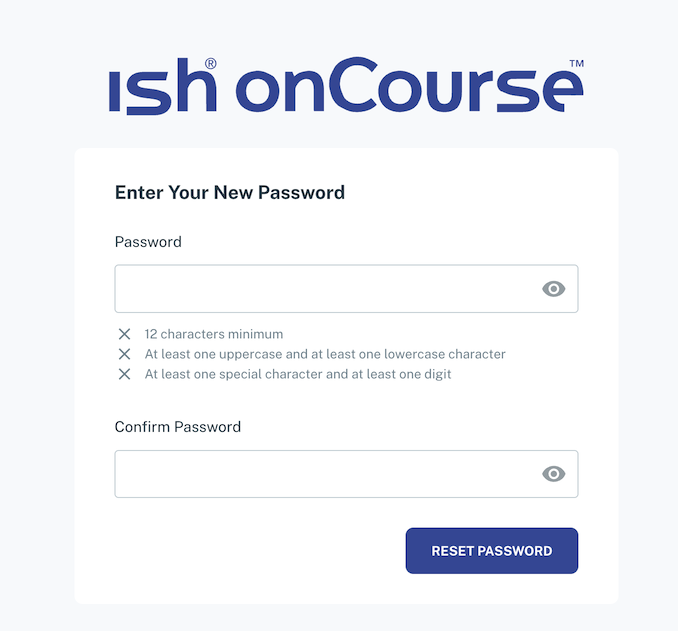 ish® onCourse™
Enter Your New Password
Password
12 characters minimum
At least one uppercase and at least one lowercase character
At least one special character and at least one digit
Confirm Password
RESET PASSWORD